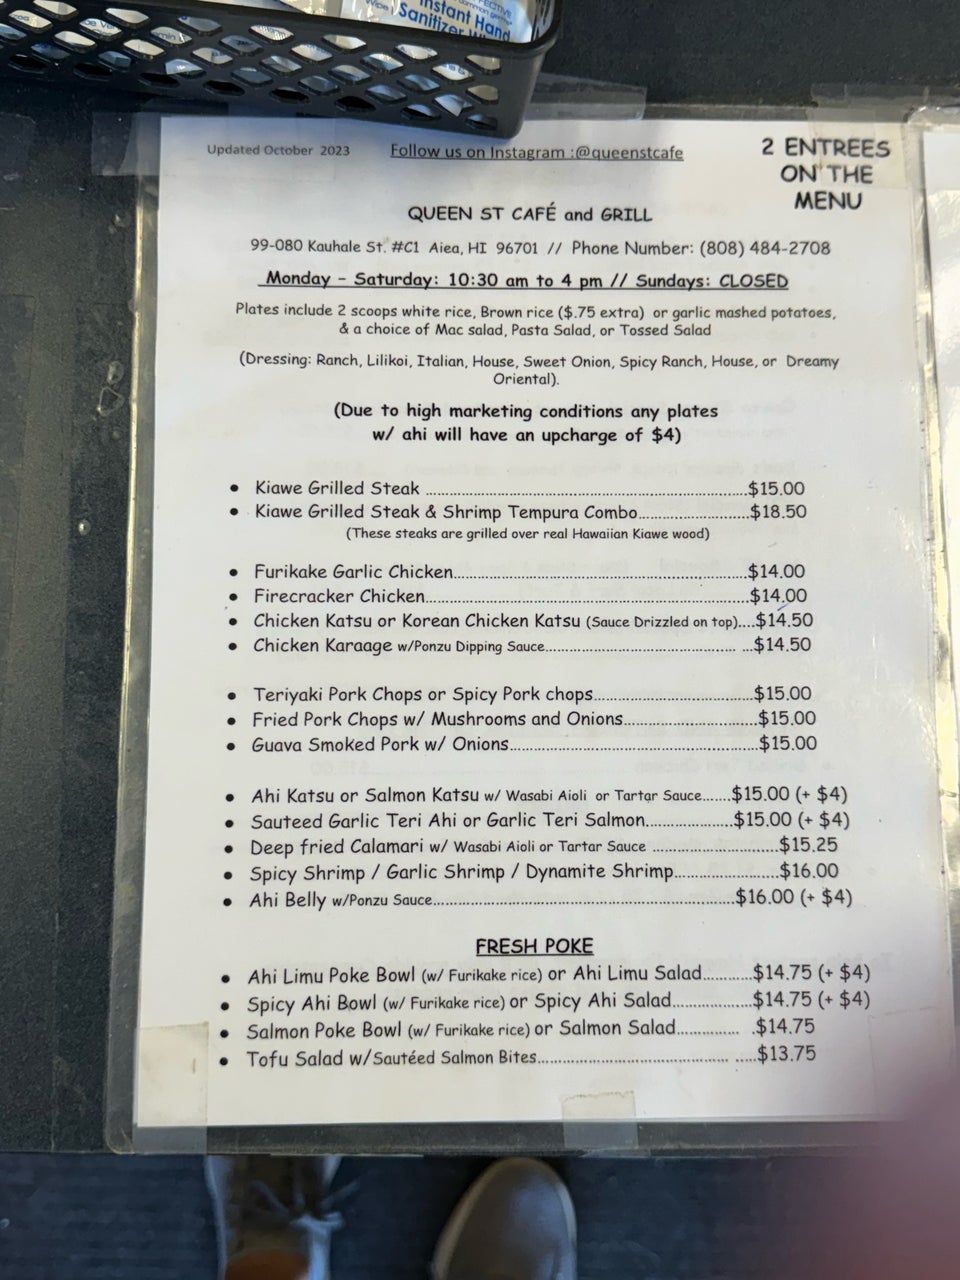 Instant Hand
Sanitizer
Updated October 2023
Follow us on Instagram :@queenstcafe
2 ENTREES
ON THE
MENU
QUEEN ST CAFÉ and GRILL
99-080 Kauhale St. #C1 Aiea, HI 96701 // Phone Number: (808) 484-2708
Monday - Saturday: 10:30 am to 4 pm // Sundays: CLOSED
Plates include 2 scoops white rice, Brown rice ($.75 extra) or garlic mashed potatoes,
& a choice of Mac salad, Pasta Salad, or Tossed Salad
(Dressing: Ranch, Lilikoi, Italian, House, Sweet Onion, Spicy Ranch, House, or Dreamy
Oriental).
(Due to high marketing conditions any plates
w/ ahi will have an upcharge of $4)
• Kiawe Grilled Steak ........................$15.00
• Kiawe Grilled Steak & Shrimp Tempura Combo........................$18.50
(These steaks are grilled over real Hawaiian Kiawe wood)
• Furikake Garlic Chicken........................$14.00
• Firecracker Chicken........................$14.00
• Chicken Katsu or Korean Chicken Katsu (Sauce Drizzled on top)....$14.50
• Chicken Karaage w/Ponzu Dipping Sauce........................ ...$14.50
• Teriyaki Pork Chops or Spicy Pork chops........................$15.00
• Fried Pork Chops w/ Mushrooms and Onions........................$15.00
• Guava Smoked Pork w/ Onions........................$15.00
• Ahi Katsu or Salmon Katsu w/ Wasabi Aioli or Tartar Sauce.......$15.00 (+ $4)
• Sauteed Garlic Teri Ahi or Garlic Teri Salmon......................$15.00 (+ $4)
• Deep fried Calamari w/ Wasabi Aioli or Tartar Sauce ........................$15.25
• Spicy Shrimp / Garlic Shrimp / Dynamite Shrimp........................$16.00
• Ahi Belly w/Ponzu Sauce........................$16.00 (+ $4)
FRESH POKE
• Ahi Limu Poke Bowl (w/ Furikake rice) or Ahi Limu Salad...........$14.75 (+ $4)
• Spicy Ahi Bowl (w/ Furikake rice) or Spicy Ahi Salad..................$14.75 (+ $4)
• Salmon Poke Bowl (w/ Furikake rice) or Salmon Salad............... .$14.75
• Tofu Salad w/Sautéed Salmon Bites........................ .....$13.75